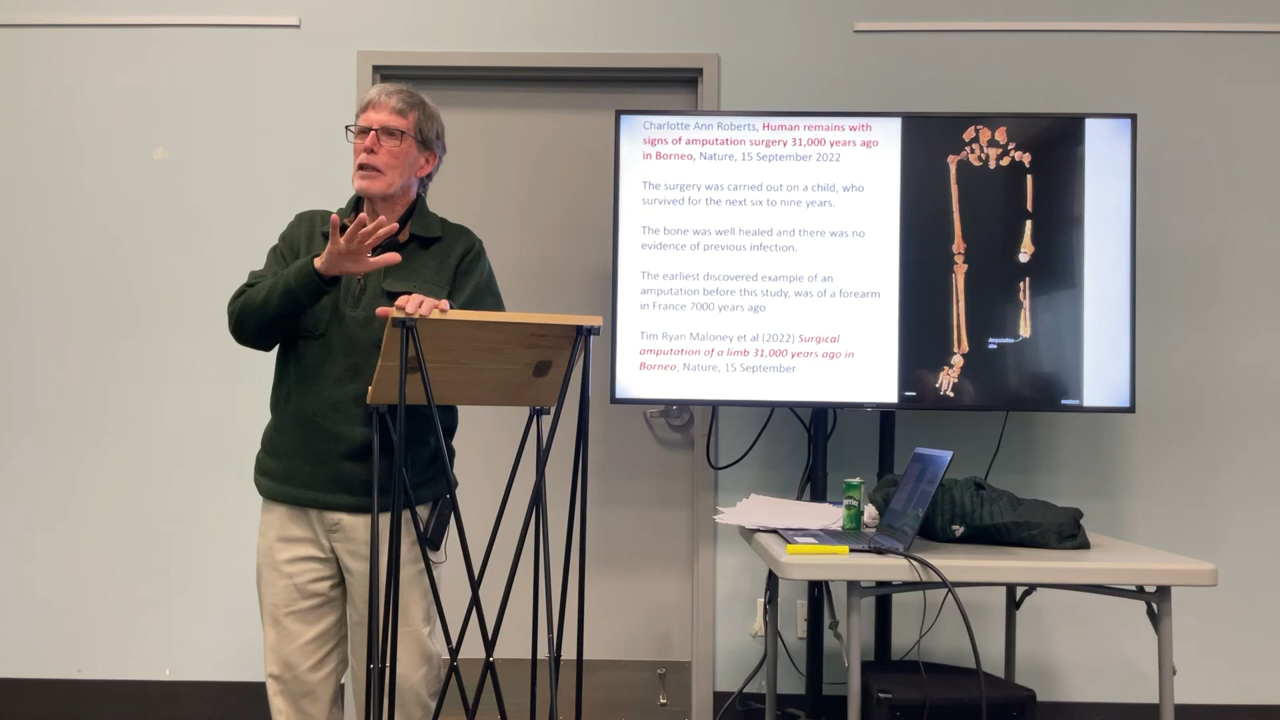 Charlotte Ann Roberts, Human remains with
signs of amputation surgery 31,000 years ago
in Borneo, Nature, 15 September 2022
The surgery was carried out on a child, who
survived for the next six to nine years.
The bone was well healed and there was no
evidence of previous infection.
The earliest discovered example of an
amputation before this study, was of a forearm
in France 7000 years ago
Tim Ryan Maloney et al (2022) Surgical
amputation of a limb 31,000 years ago in
Borneo, Nature, 15 September
Amputation
site